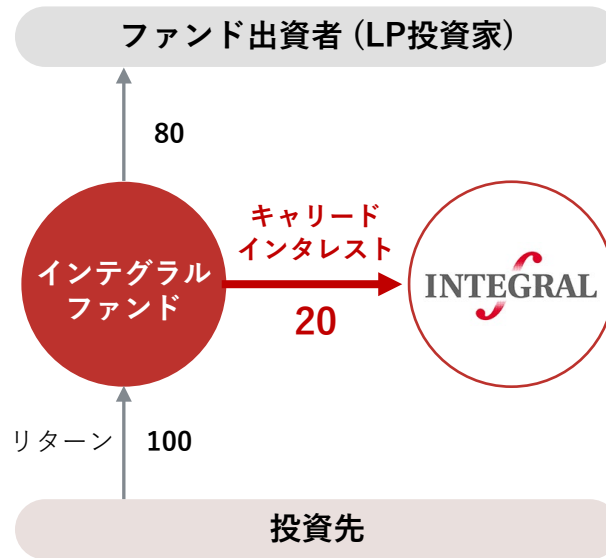 ファンド出資者 (LP投資家)
80
キャリード
インタレスト
インテグラル
ファンド
20
INTEGRAL
リターン 100
投資先